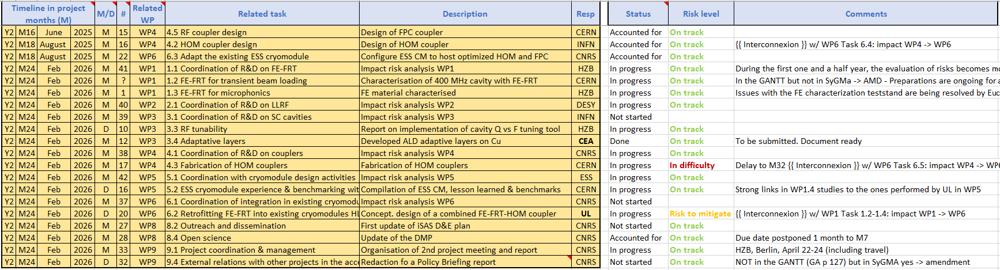 Timeline in project months (M) M/D # Related WP Related task Description Resp Status Risk level Comments
Y2 M16 June 2025 M 15 WP4 4.5 RF coupler design Design of FPC coupler CERN Accounted for On track
Y2 M18 August 2025 M 16 WP4 4.2 HOM coupler design Design of HOM coupler INFN Accounted for On track {{ Interconnexion }} w/ WP6 Task 6.4: impact WP4 -> WP6
Y2 M18 August 2025 M 22 WP6 6.3 Adapt the existing ESS cryomodule Configure ESS CM to host optimized HOM and FPC CNRS Accounted for On track
Y2 M24 Feb 2026 M 41 WP1 1.1 Coordination of R&D on FE-FRT Impact risk analysis WP1 HZB In progress On track During the first one and a half year, the evaluation of risks becomes mo
Y2 M24 Feb 2026 M ? WP1 1.2 FE-FRT for transient beam loading Characterisation of 400 MHz cavity with FE-FRT CERN In progress On track In the GANTT but not in SyGMa -> AMD - Preparations are ongoing for a
Y2 M24 Feb 2026 M 1 WP1 1.3 FE-FRT for microphonics FE material characterised HZB In progress On track Issues with the FE characterization teststand are being resolved by Euc
Y2 M24 Feb 2026 M 40 WP2 2.1 Coordination of R&D on LLRF Impact risk analysis WP2 DESY In progress On track
Y2 M24 Feb 2026 M 39 WP3 3.1 Coordination of R&D on SC cavities Impact risk analysis WP3 INFN Not started
Y2 M24 Feb 2026 D 10 WP3 3.3 RF tunability Report on implementation of cavity Q vs F tuning tool HZB In progress On track
Y2 M24 Feb 2026 M 12 WP3 3.4 Adaptative layers Developed ALD adaptive layers on Cu CEA Done On track To be submitted. Document ready
Y2 M24 Feb 2026 M 38 WP4 4.1 Coordination of R&D on couplers Impact risk analysis WP4 CNRS In progress On track
Y2 M24 Feb 2026 M 17 WP4 4.3 Fabrication of HOM couplers Fabrication of HOM couplers CERN In progress In difficulty Delay to M32 {{ Interconnexion }} w/ WP6 Task 6.5: impact WP4 -> WP6
Y2 M24 Feb 2026 M 42 WP5 5.1 Coordination with cryomodule design activities Impact risk analysis WP5 ESS In progress On track
Y2 M24 Feb 2026 D 16 WP5 5.2 ESS cryomodule experience & benchmarking wit Compilation of ESS CM, lesson learned & benchmarks CERN In progress On track Strong links in WP1.4 studies to the ones performed by UL in WP5
Y2 M24 Feb 2026 M 37 WP6 6.1 Coordination of integration in existing cryomodu Impact risk analysis WP6 CNRS Not started
Y2 M24 Feb 2026 D 20 WP6 6.2 Retrofitting FE-FRT into existing cryomodules HL Concept. design of a combined FE-FRT-HOM coupler UL In progress Risk to mitigate {{ Interconnexion }} w/ WP1 Task 1.2-1.4: impact WP1 -> WP6
Y2 M24 Feb 2026 M 27 WP8 8.2 Outreach and dissemination First update of iSAS D&E plan CNRS Not started On track
Y2 M24 Feb 2026 M 28 WP8 8.4 Open science Update of the DMP CNRS Accounted for On track Due date postponed 1 month to M7
Y2 M24 Feb 2026 M 33 WP9 9.1 Project coordination & management Organisation of 2nd project meeting and report CNRS In progress On track HZB, Berlin, April 22-24 (including travel)
Y2 M24 Feb 2026 D 32 WP9 9.4 External relations with other projects in the acce Redaction fo a Policy Briefing report CNRS Not started On track NOT in the GANTT (GA p 127) but in SyGMA yes -> amendment